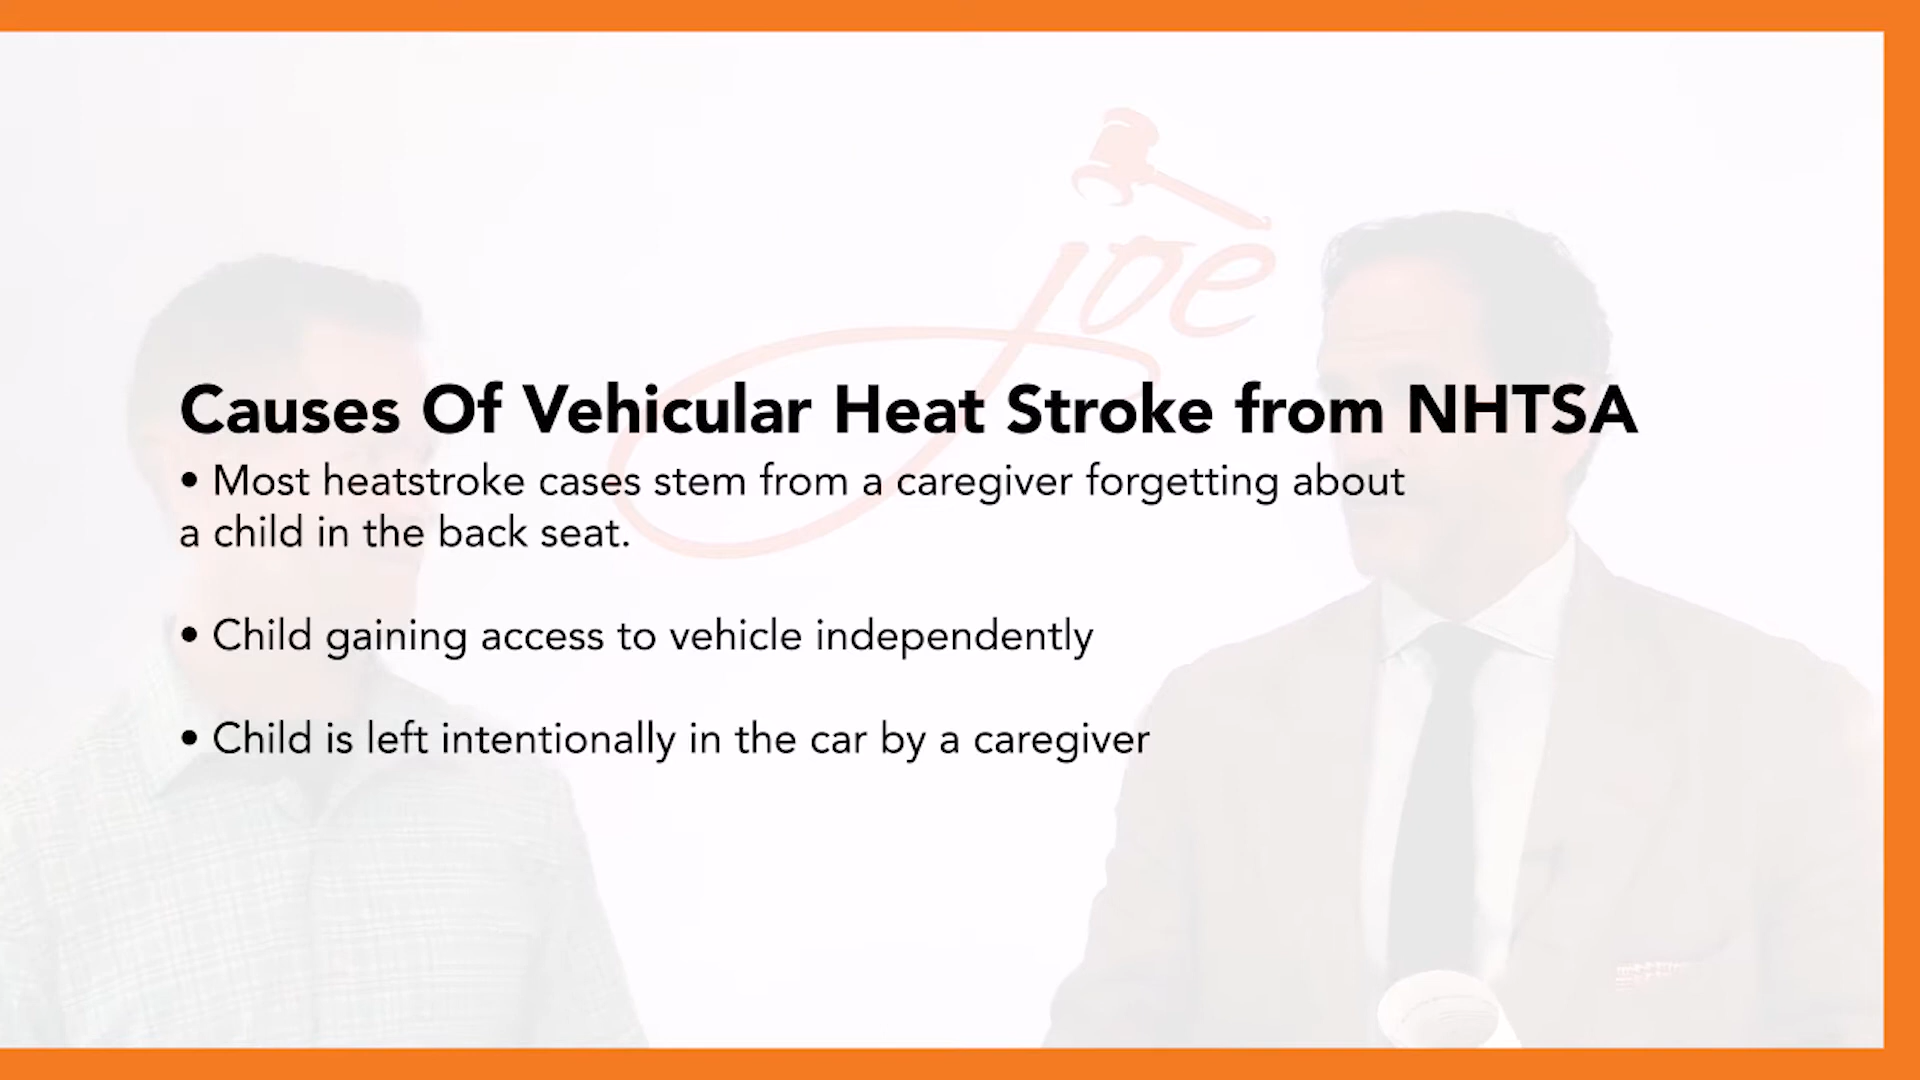 joe
Causes Of Vehicular Heat Stroke from NHTSA
• Most heatstroke cases stem from a caregiver forgetting about
a child in the back seat.
• Child gaining access to vehicle independently
• Child is left intentionally in the car by a caregiver